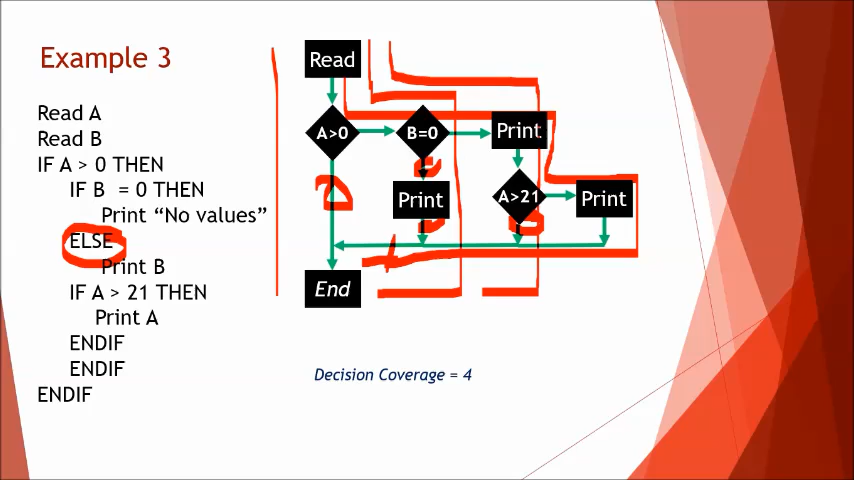 Example 3
Read A
Read B
IF A > 0 THEN
IF B = 0 THEN
Print “No values”
ELSE
Print B
IF A > 21 THEN
Print A
ENDIF
ENDIF
ENDIF
Read
A>0
B=0
Print
Print
A>21
Print
End
Decision Coverage = 4